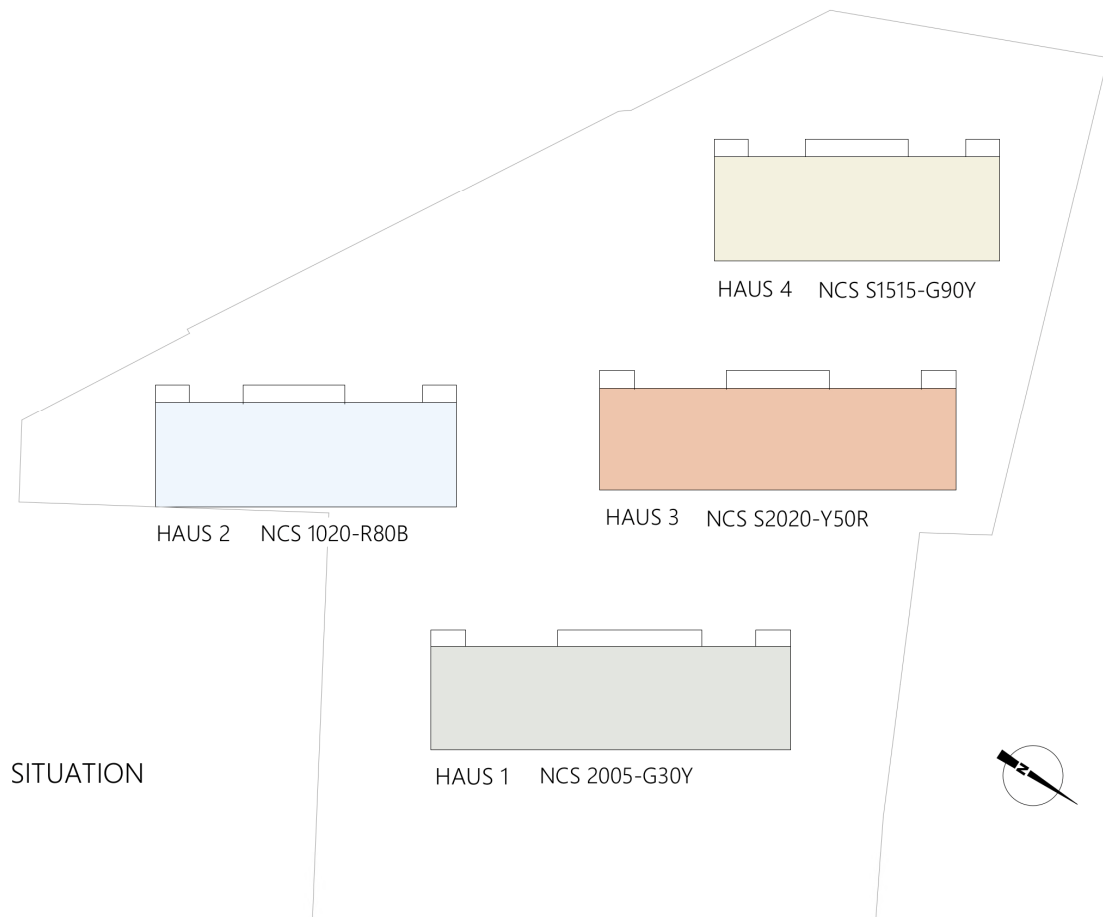 HAUS 4 NCS S1515-G90Y
HAUS 3 NCS S2020-Y50R
HAUS 2 NCS 1020-R80B
HAUS 1 NCS 2005-G30Y
SITUATION
N